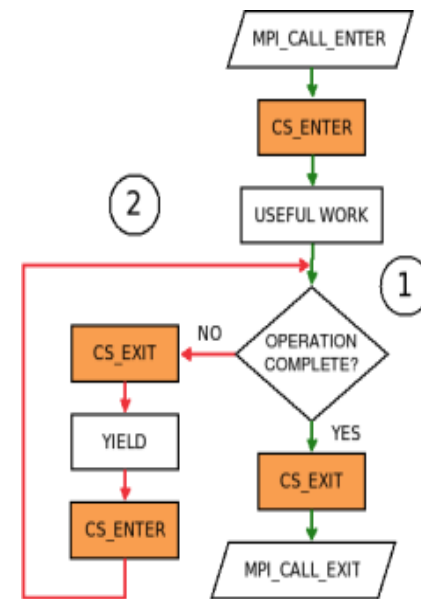 MPI_CALL_ENTER
CS_ENTER
USEFUL WORK
2
1
OPERATION
COMPLETE?
NO
CS_EXIT
YIELD
CS_ENTER
YES
CS_EXIT
MPI_CALL_EXIT